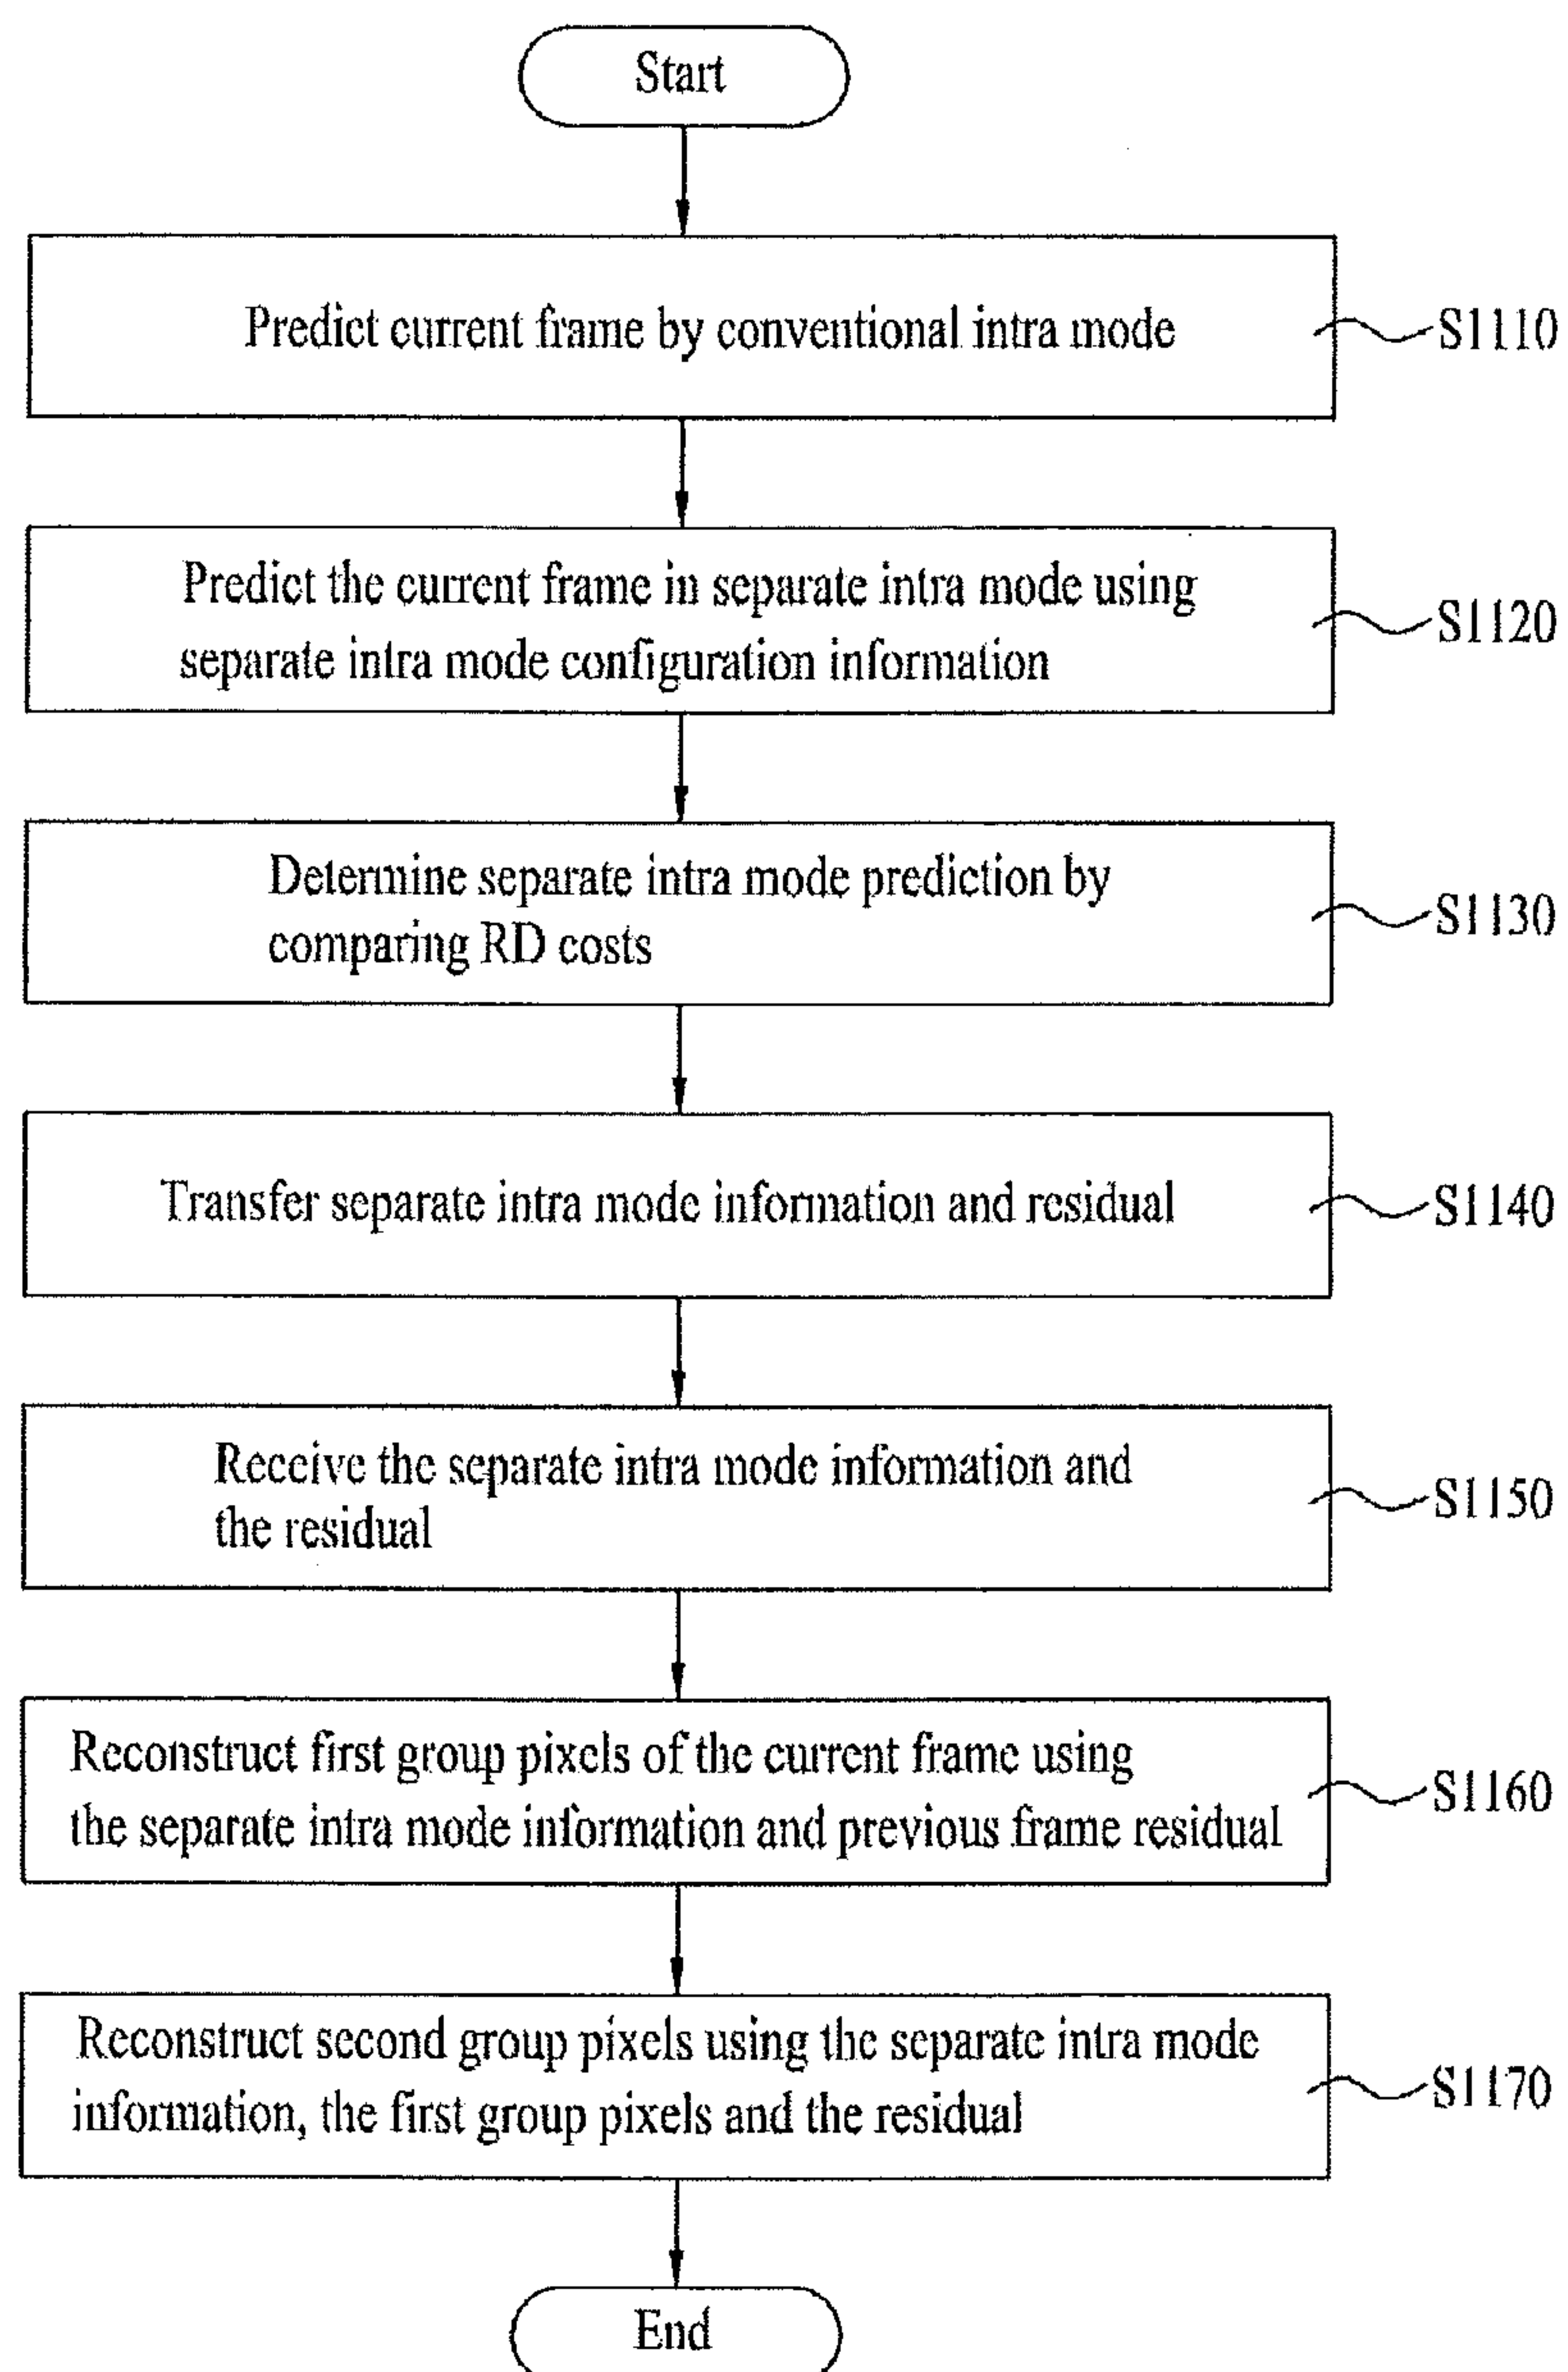 Start
Predict current frame by conventional intra mode
S1110
Predict the current frame in separate intra mode using
separate intra mode configuration information
S1120
Determine separate intra mode prediction by
comparing RD costs
S1130
Transfer separate intra mode information and residual
S1140
Receive the separate intra mode information and
the residual
S1150
Reconstruct first group pixels of the current frame using
the separate intra mode information and previous frame residual
S1160
Reconstruct second group pixels using the separate intra mode
information, the first group pixels and the residual
S1170
End